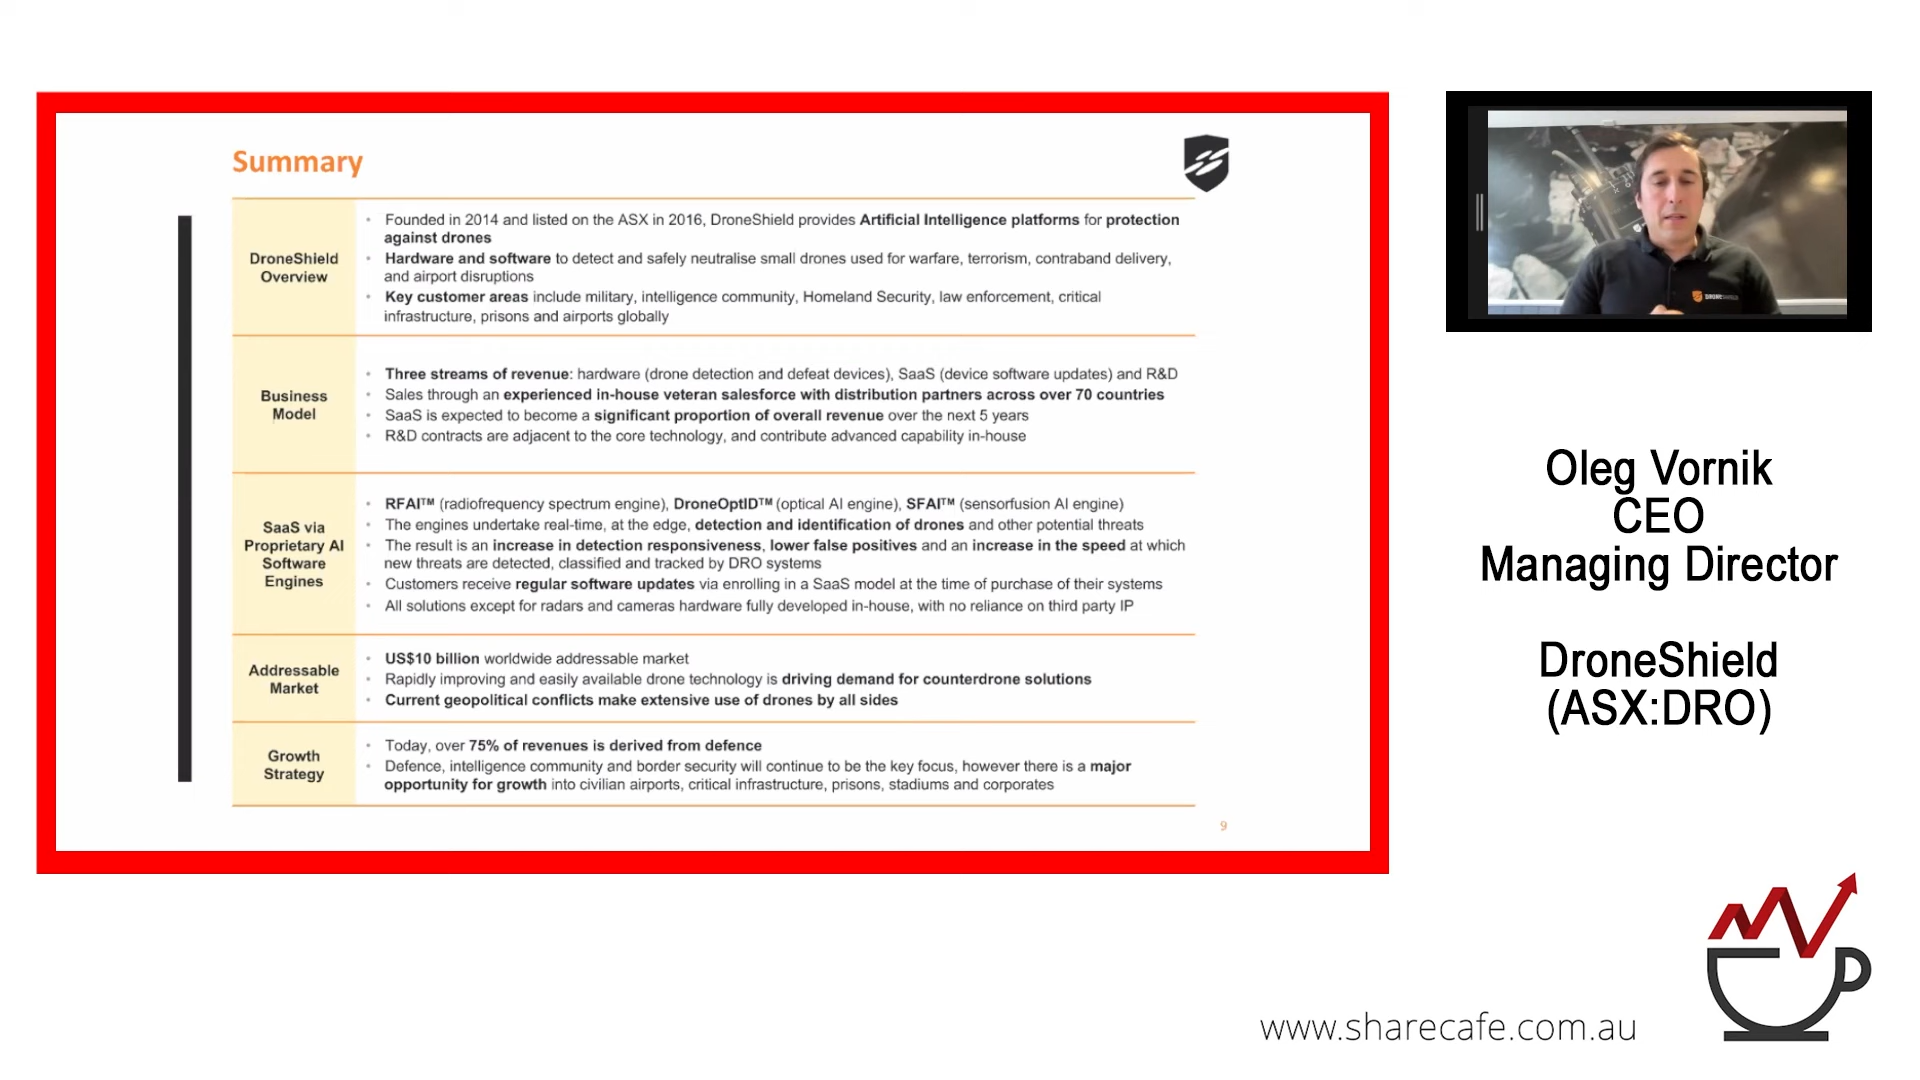 Summary
DroneShield
Overview
• Founded in 2014 and listed on the ASX in 2016, DroneShield provides Artificial Intelligence platforms for protection
against drones
• Hardware and software to detect and safely neutralise small drones used for warfare, terrorism, contraband delivery,
and airport disruptions
• Key customer areas include military, intelligence community, Homeland Security, law enforcement, critical
infrastructure, prisons and airports globally
Business
Model
• Three streams of revenue: hardware (drone detection and defeat devices), SaaS (device software updates) and R&D
• Sales through an experienced in-house veteran salesforce with distribution partners across over 70 countries
• SaaS is expected to become a significant proportion of overall revenue over the next 5 years
• R&D contracts are adjacent to the core technology, and contribute advanced capability in-house
SaaS via
Proprietary AI
Software
Engines
• RFAI™ (radiofrequency spectrum engine), DroneOptID™ (optical AI engine), SFAI™ (sensorfusion AI engine)
• The engines undertake real-time, at the edge, detection and identification of drones and other potential threats
• The result is an increase in detection responsiveness, lower false positives and an increase in the speed at which
new threats are detected, classified and tracked by DRO systems
• Customers receive regular software updates via enrolling in a SaaS model at the time of purchase of their systems
• All solutions except for radars and cameras hardware fully developed in-house, with no reliance on third party IP
Addressable
Market
• US$10 billion worldwide addressable market
• Rapidly improving and easily available drone technology is driving demand for counterdrone solutions
• Current geopolitical conflicts make extensive use of drones by all sides
Growth
Strategy
• Today, over 75% of revenues is derived from defence
• Defence, intelligence community and border security will continue to be the key focus, however there is a major
opportunity for growth into civilian airports, critical infrastructure, prisons, stadiums and corporates
9
DRONESHIELD
Oleg Vornik
CEO
Managing Director
DroneShield
(ASX:DRO)
www.sharecafe.com.au